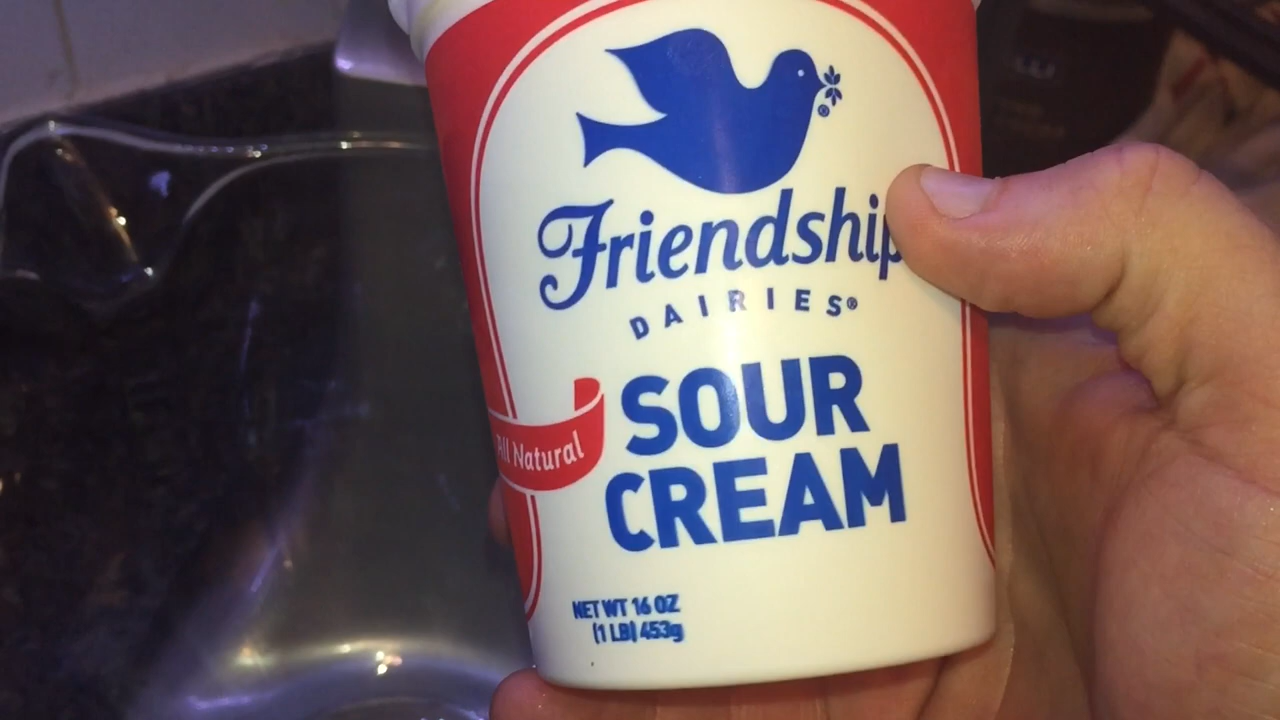 Friendship
DAIRIES®
SOUR
CREAM
All Natural
NET WT 16 OZ
(1 LB) 453g